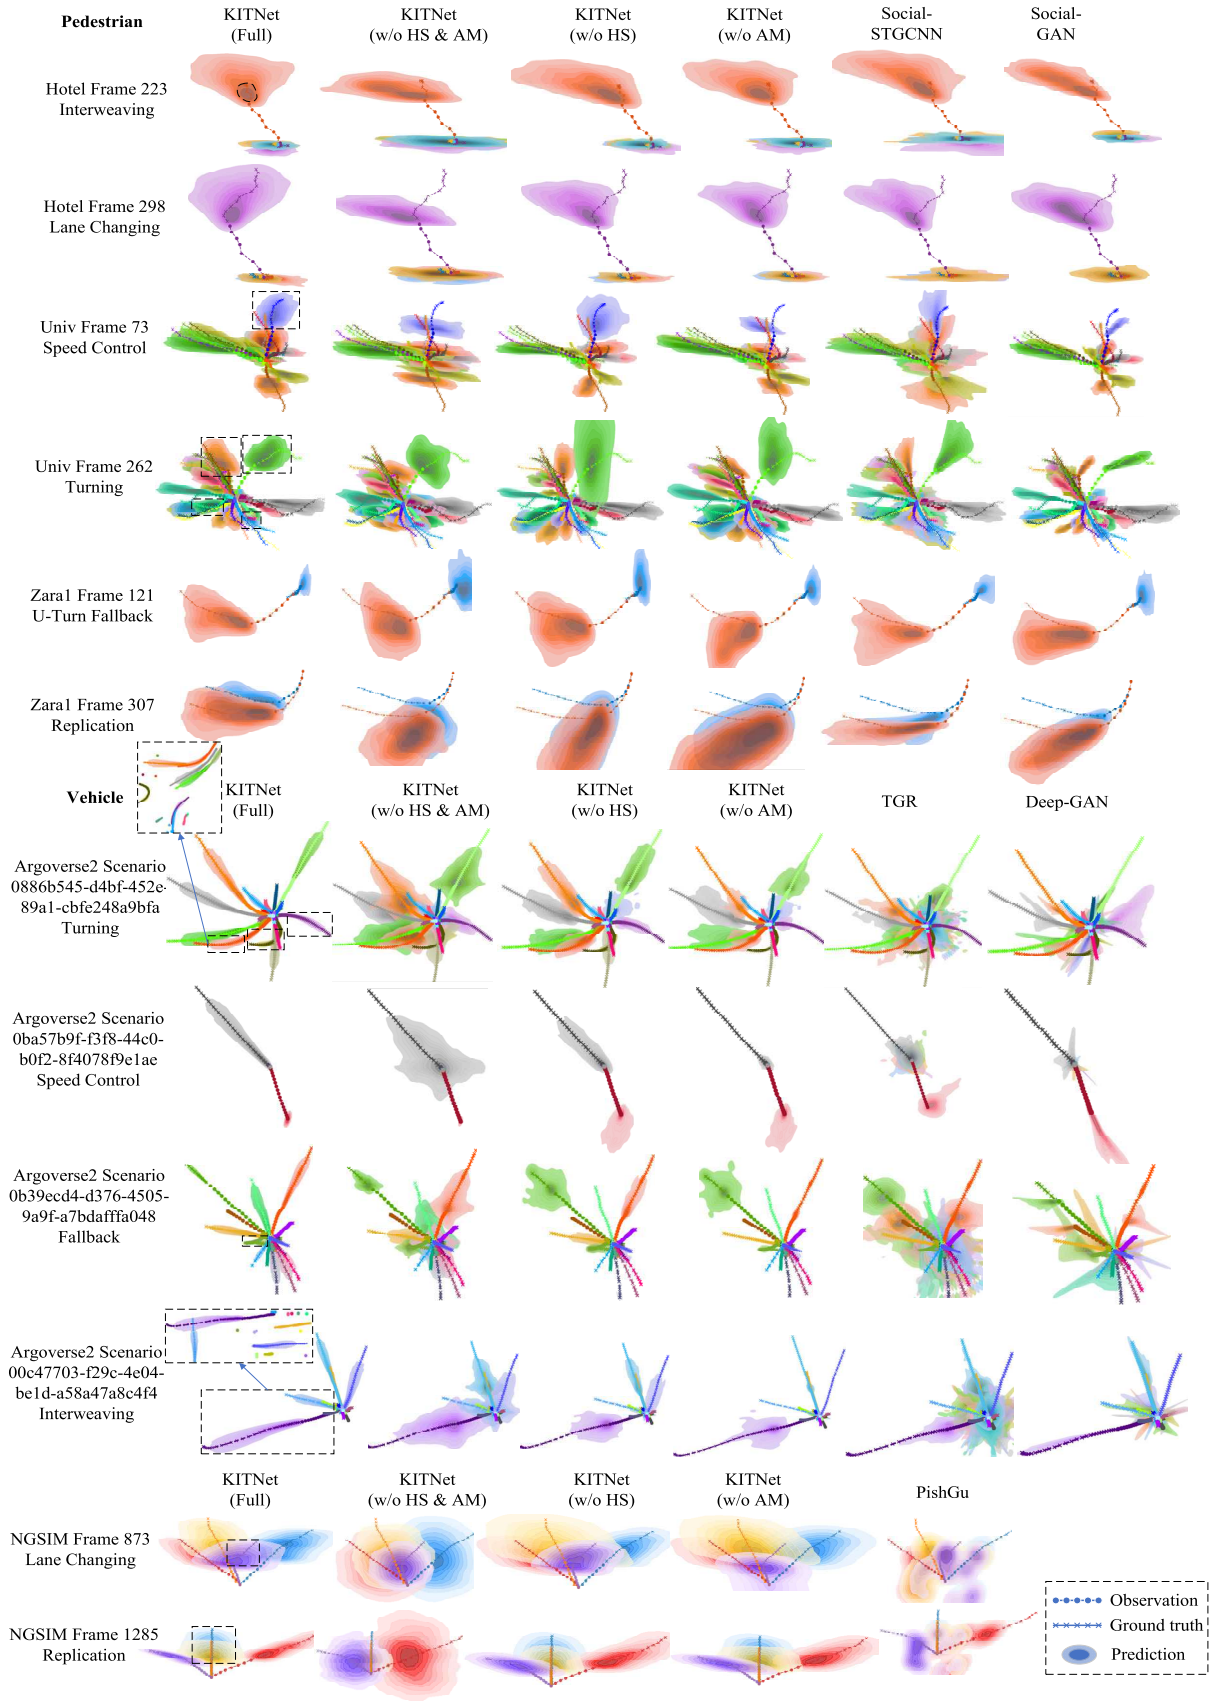 Pedestrian
KITNet
(Full)
KITNet
(w/o HS & AM)
KITNet
(w/o HS)
KITNet
(w/o AM)
Social-
STGCNN
Social-
GAN
Hotel Frame 223
Interweaving
Hotel Frame 298
Lane Changing
Univ Frame 73
Speed Control
Univ Frame 262
Turning
Zara1 Frame 121
U-Turn Fallback
Zara1 Frame 307
Replication
Vehicle
KITNet
(Full)
KITNet
(w/o HS & AM)
KITNet
(w/o HS)
KITNet
(w/o AM)
TGR
Deep-GAN
Argoverse2 Scenario
0886b545-d4bf-452e-
89a1-cbfe248a9bfa
Turning
Argoverse2 Scenario
0ba57b9f-f3f8-44c0-
b0f2-8f4078f9e1ae
Speed Control
Argoverse2 Scenario
0b39ecd4-d376-4505-
9a9f-a7bdafffa048
Fallback
Argoverse2 Scenario
00c47703-f29c-4e04-
be1d-a58a47a8c4f4
Interweaving
KITNet
(Full)
KITNet
(w/o HS & AM)
KITNet
(w/o HS)
KITNet
(w/o AM)
PishGu
NGSIM Frame 873
Lane Changing
NGSIM Frame 1285
Replication
Observation
Ground truth
Prediction